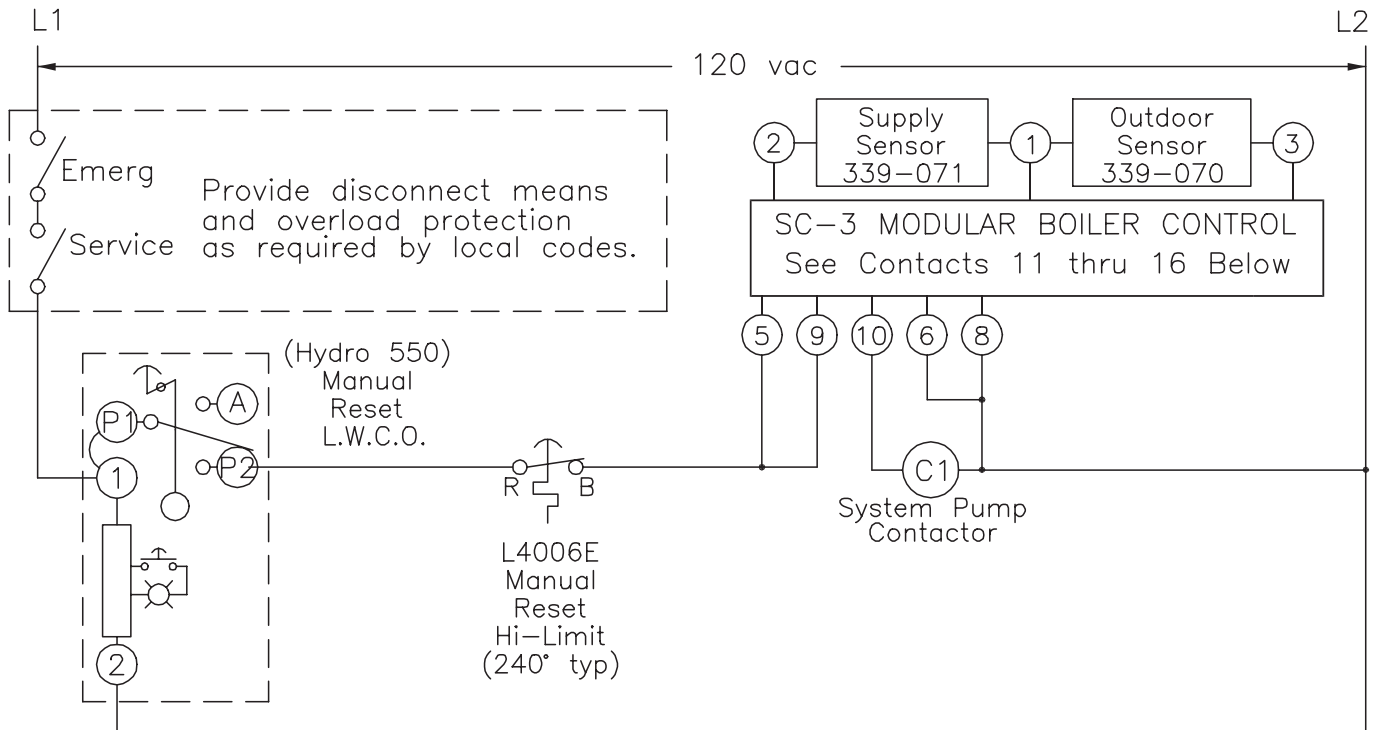 L1
L2
120 vac
Emerg
Service
Provide disconnect means
and overload protection
as required by local codes.
2
Supply
Sensor
339-071
1
Outdoor
Sensor
339-070
3
SC-3 MODULAR BOILER CONTROL
See Contacts 11 thru 16 Below
5
9
10
6
8
(Hydro 550)
Manual
Reset
L.W.C.O.
A
P1
P2
1
2
R
B
L4006E
Manual
Reset
Hi-Limit
(240° typ)
C1
System Pump
Contactor